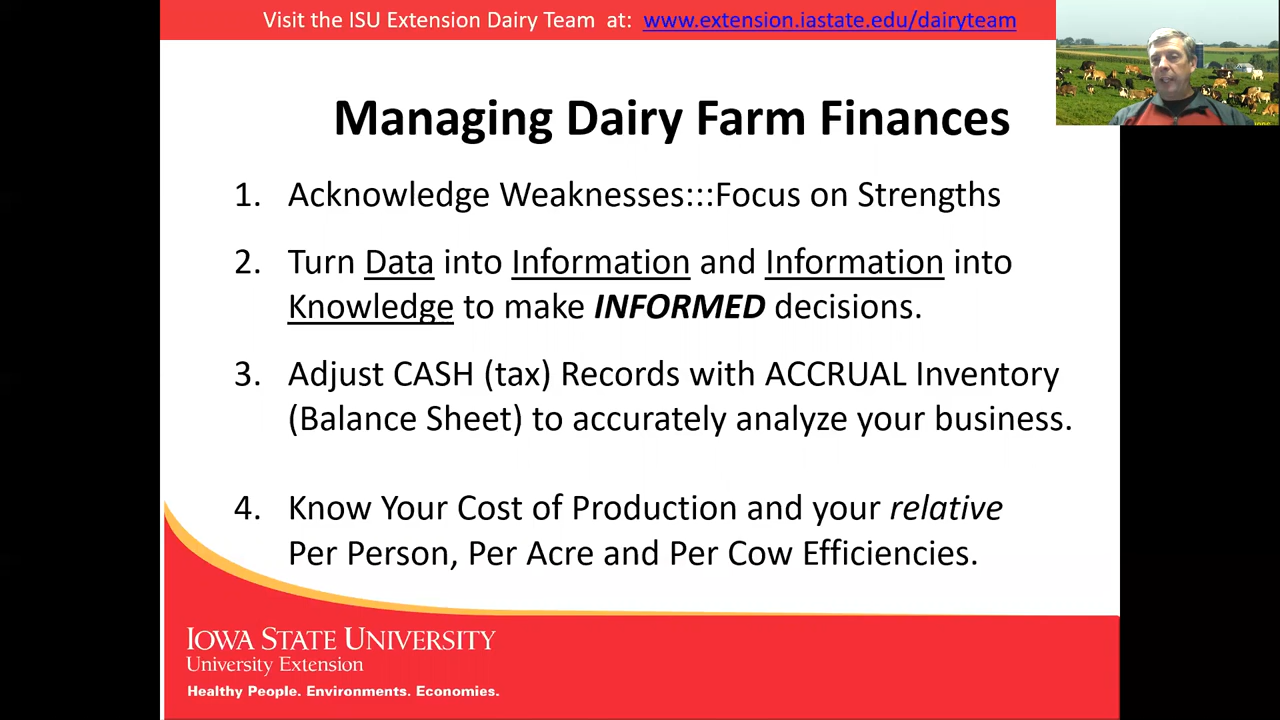 Visit the ISU Extension Dairy Team at: www.extension.iastate.edu/dairyteam
Managing Dairy Farm Finances
1. Acknowledge Weaknesses:::Focus on Strengths
2. Turn Data into Information and Information into
Knowledge to make INFORMED decisions.
3. Adjust CASH (tax) Records with ACCRUAL Inventory
(Balance Sheet) to accurately analyze your business.
4. Know Your Cost of Production and your relative
Per Person, Per Acre and Per Cow Efficiencies.
IOWA STATE UNIVERSITY
University Extension
Healthy People. Environments. Economies.